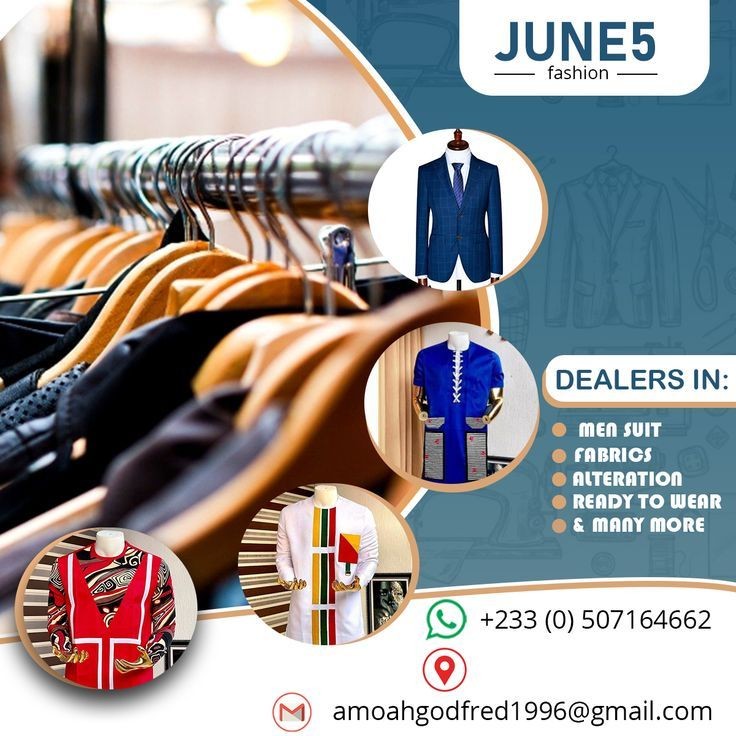 JUNE5
fashion
DEALERS IN:
MEN SUIT
FABRICS
ALTERATION
READY TO WEAR
& MANY MORE
+233 (0) 507164662
amoahgodfred1996@gmail.com